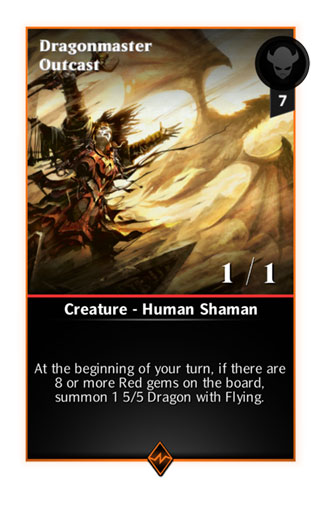 Dragonmaster
Outcast
7
1 / 1
Creature - Human Shaman
At the beginning of your turn, if there are
8 or more Red gems on the board,
summon 1 5/5 Dragon with Flying.